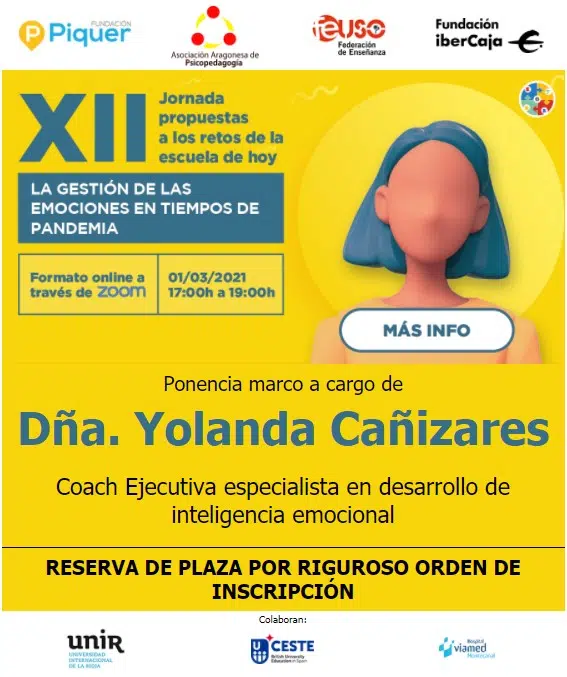 FUNDACIÓN
Piquer
Asociación Aragonesa de
Psicopedagogía
feuso
Federación
de Enseñanza
Fundación
iberCaja
XII
Jornada
propuestas
a los retos de la
escuela de hoy
LA GESTIÓN DE LAS
EMOCIONES EN TIEMPOS DE
PANDEMIA
Formato online a
través de zoom
01/03/2021
17:00h a 19:00h
MÁS INFO
Ponencia marco a cargo de
Dña. Yolanda Cañizares
Coach Ejecutiva especialista en desarrollo de
inteligencia emocional
RESERVA DE PLAZA POR RIGUROSO ORDEN DE
INSCRIPCIÓN
Colaboran:
unir
UNIVERSIDAD
INTERNACIONAL
DE LA RIOJA
CESTE
British University
Education in Spain
Hospital
viamed
Montecanal